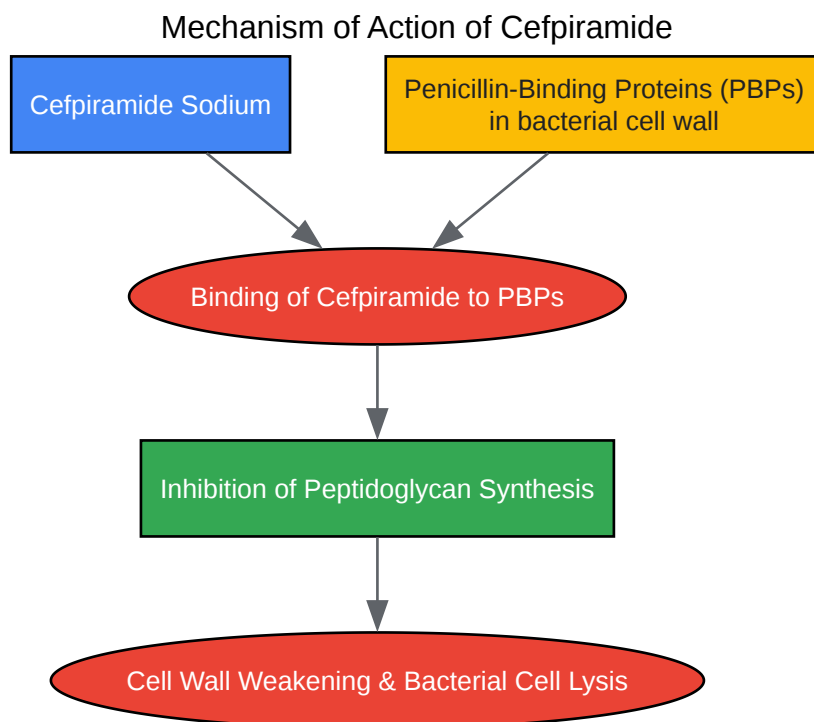 Mechanism of Action of Cefpiramide
Cefpiramide Sodium
Penicillin-Binding Proteins (PBPs)
in bacterial cell wall
Binding of Cefpiramide to PBPs
Inhibition of Peptidoglycan Synthesis
Cell Wall Weakening & Bacterial Cell Lysis